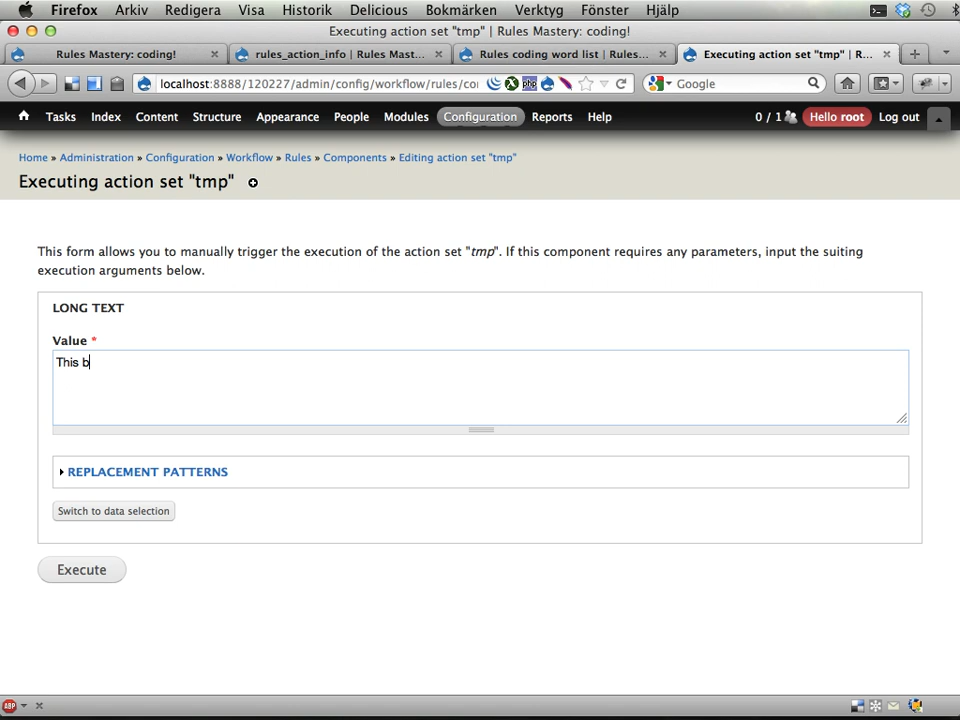 Firefox Arkiv Redigera Visa Historik Delicious Bokmärken Verktyg Fönster Hjälp
Executing action set "tmp" | Rules Mastery: coding!
Rules Mastery: coding! rules_action_info | Rules Mast... Rules coding word list | Rules... Executing action set "tmp" | R...
localhost:8888/120227/admin/config/workflow/rules/co Google
Tasks Index Content Structure Appearance People Modules Configuration Reports Help 0 / 1 Hello root Log out
Home » Administration » Configuration » Workflow » Rules » Components » Editing action set "tmp"
Executing action set "tmp"
This form allows you to manually trigger the execution of the action set "tmp". If this component requires any parameters, input the suiting
execution arguments below.
LONG TEXT
Value *
This b
REPLACEMENT PATTERNS
Switch to data selection
Execute
ABP